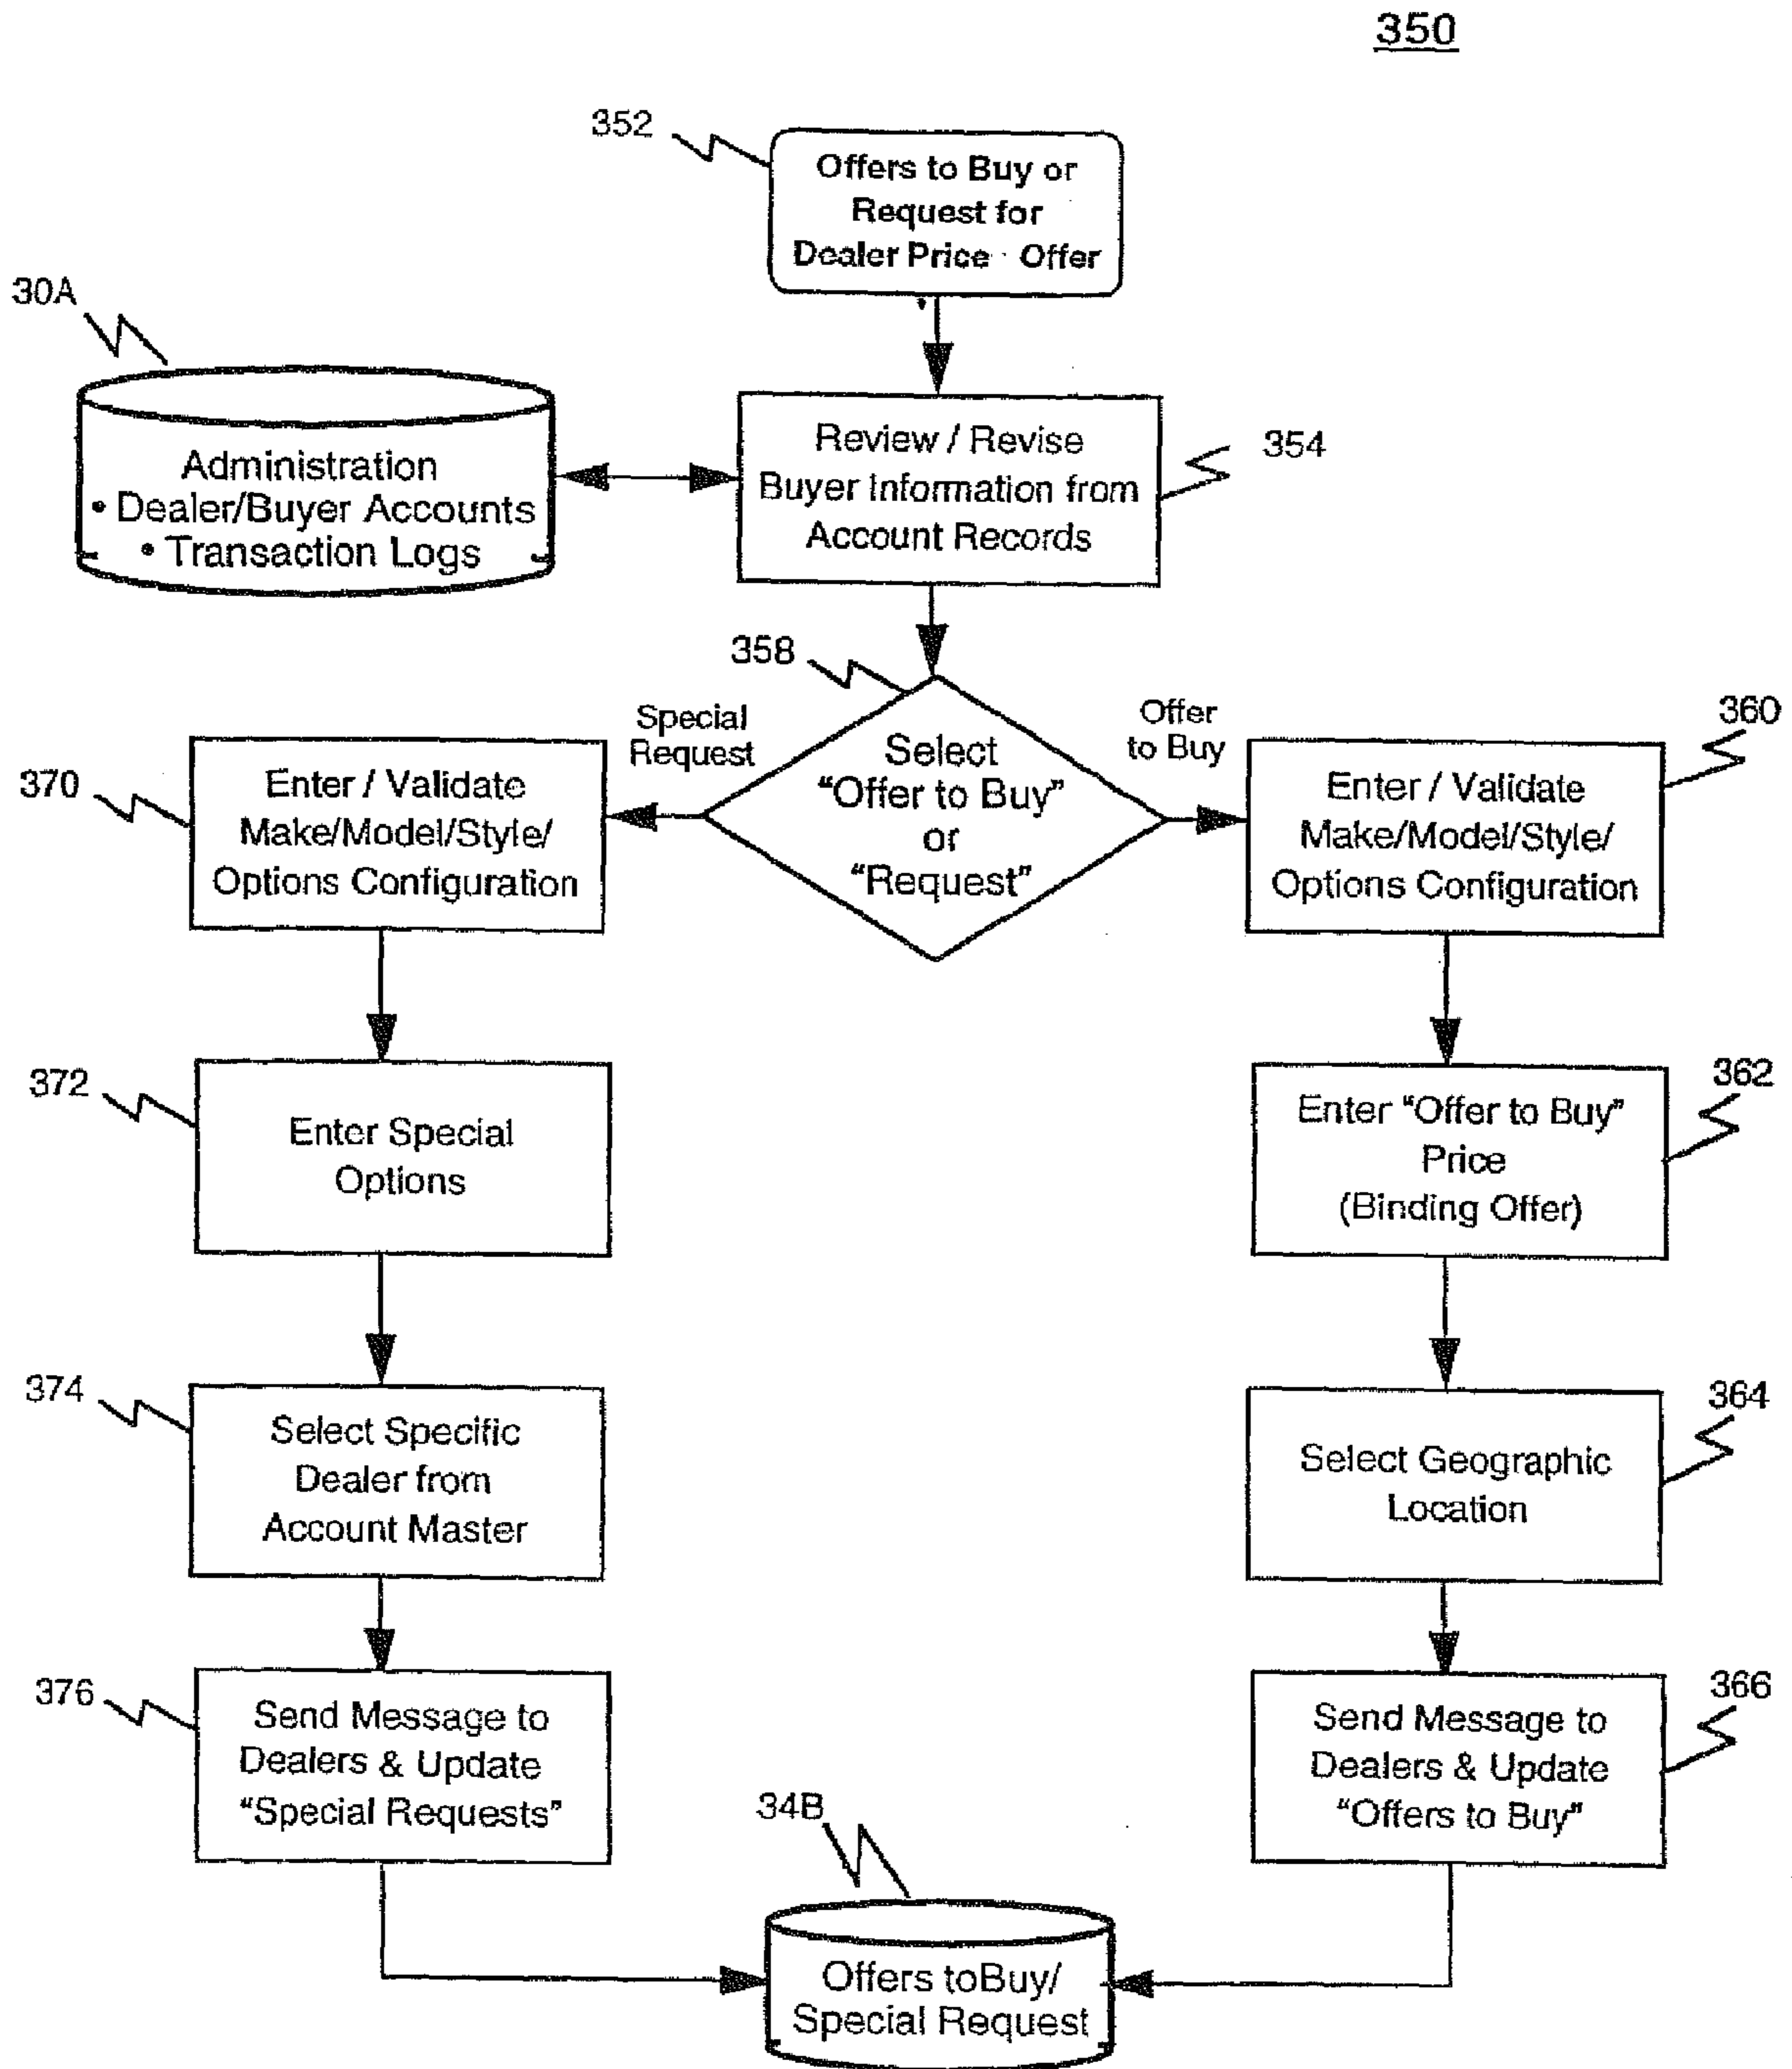 350
352
Offers to Buy or
Request for
Dealer Price Offer
30A
Administration
• Dealer/Buyer Accounts
• Transaction Logs
Review / Revise
Buyer Information from
Account Records
354
358
Special
Request
Offer
to Buy
Select
“Offer to Buy”
or
“Request”
370
Enter / Validate
Make/Model/Style/
Options Configuration
360
Enter / Validate
Make/Model/Style/
Options Configuration
372
Enter Special
Options
362
Enter “Offer to Buy”
Price
(Binding Offer)
374
Select Specific
Dealer from
Account Master
364
Select Geographic
Location
376
Send Message to
Dealers & Update
“Special Requests”
366
Send Message to
Dealers & Update
“Offers to Buy”
34B
Offers toBuy/
Special Request